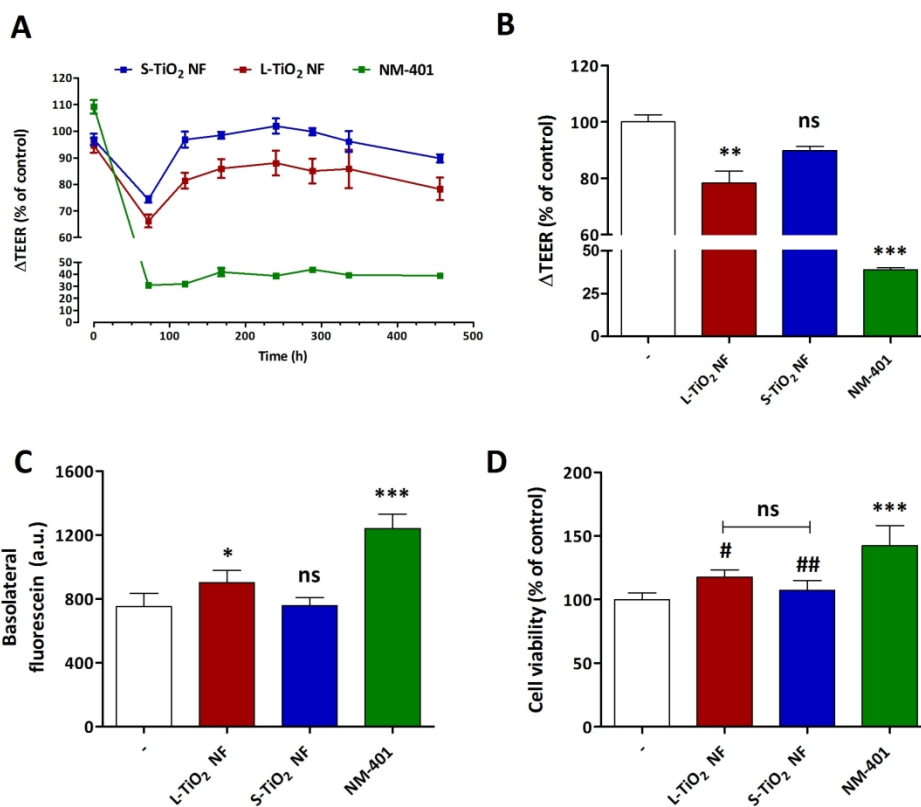 A
S-TiO₂ NF
L-TiO₂ NF
NM-401
120
110
100
90
80
70
60
50
40
30
20
10
0
ΔTEER (% of control)
0
100
200
300
400
500
Time (h)
B
120
100
80
60
50
25
0
ΔTEER (% of control)
**
ns
***
-
L-TiO₂ NF
S-TiO₂ NF
NM-401
C
1600
1200
800
400
0
Basolateral
fluorescein (a.u.)
*
ns
***
-
L-TiO₂ NF
S-TiO₂ NF
NM-401
D
200
150
100
50
0
Cell viability (% of control)
ns
#
##
***
-
L-TiO₂ NF
S-TiO₂ NF
NM-401